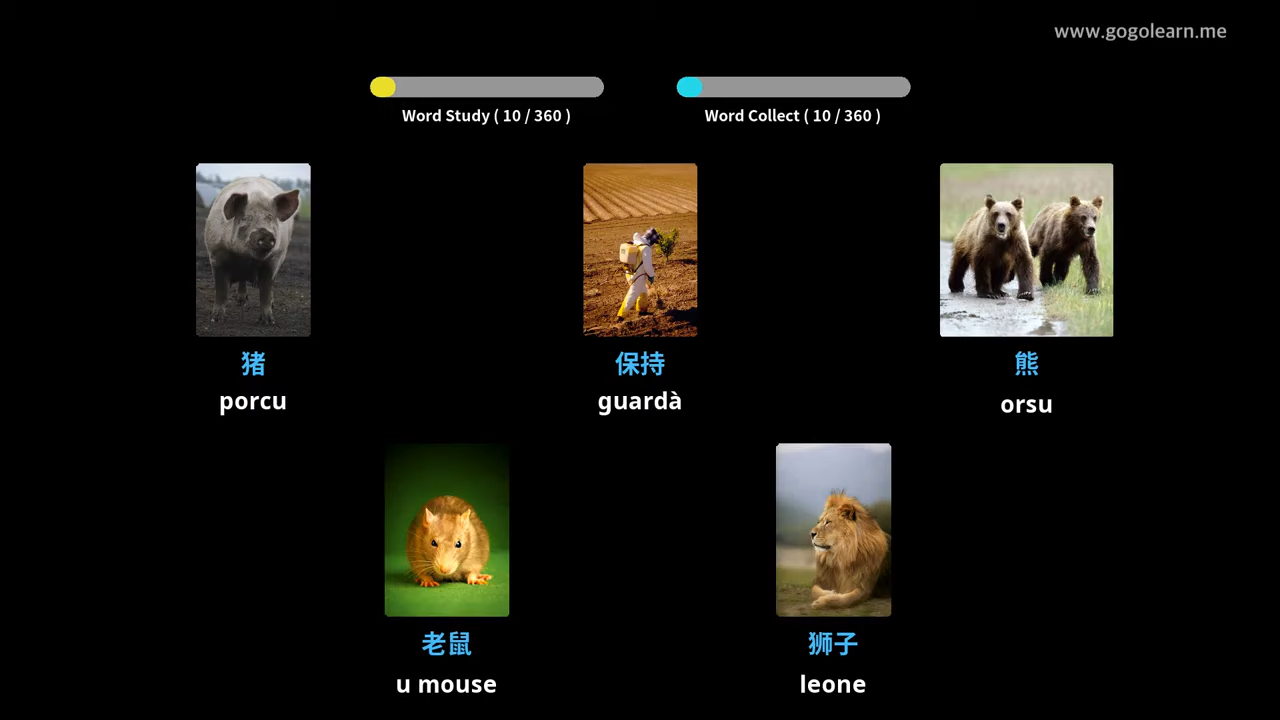 www.gogolearn.me
Word Study ( 10 / 360 )
Word Collect ( 10 / 360 )
猪
porcu
保持
guardà
熊
orsu
老鼠
u mouse
狮子
leone